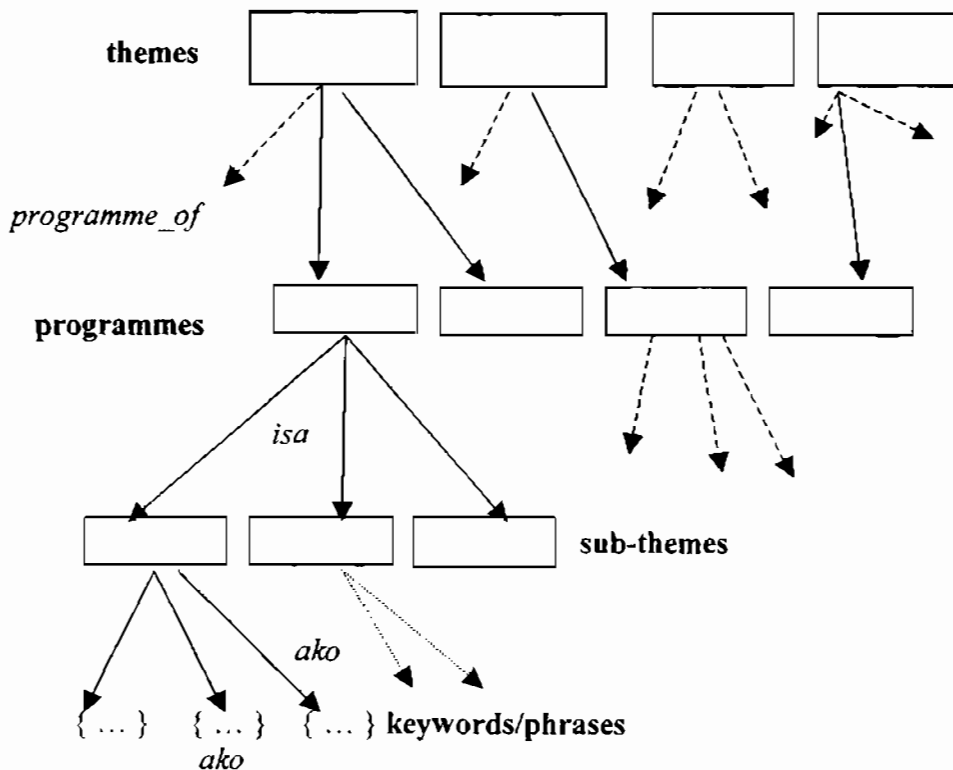 themes
programme_of
programmes
isa
sub-themes
ako
{ ... } { ... } { ... } keywords/phrases
ako